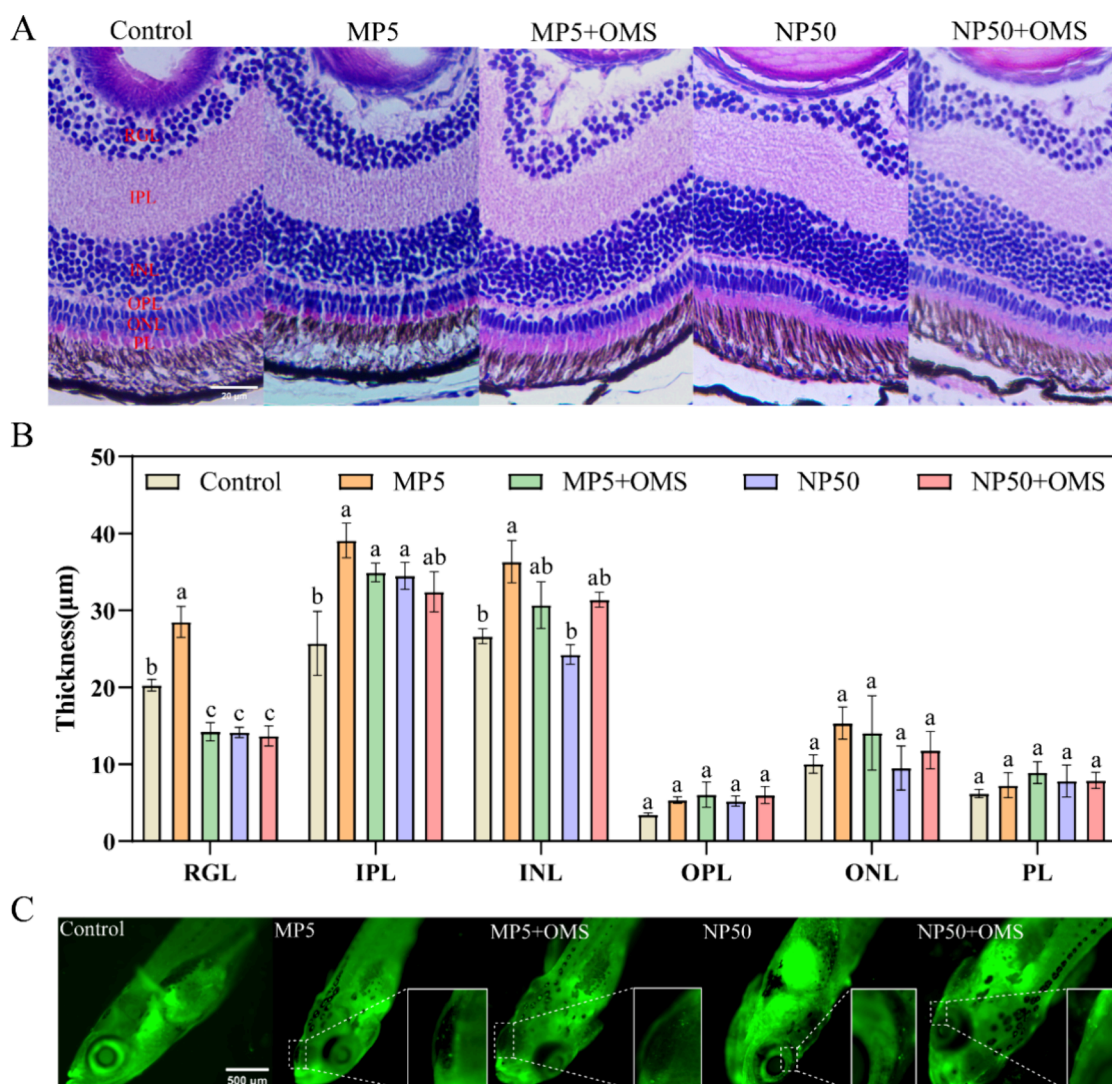 A
Control MP5 MP5+OMS NP50 NP50+OMS
RGL
IPL
INL
OPL
ONL
PL
20 μm
B
50
40
30
20
10
0
Thickness(μm)
Control MP5 MP5+OMS NP50 NP50+OMS
b a c c c
b a a a ab
b a ab b ab
a a a a a
a a a a a
a a a a a
RGL IPL INL OPL ONL PL
C
Control MP5 MP5+OMS NP50 NP50+OMS
500 μm